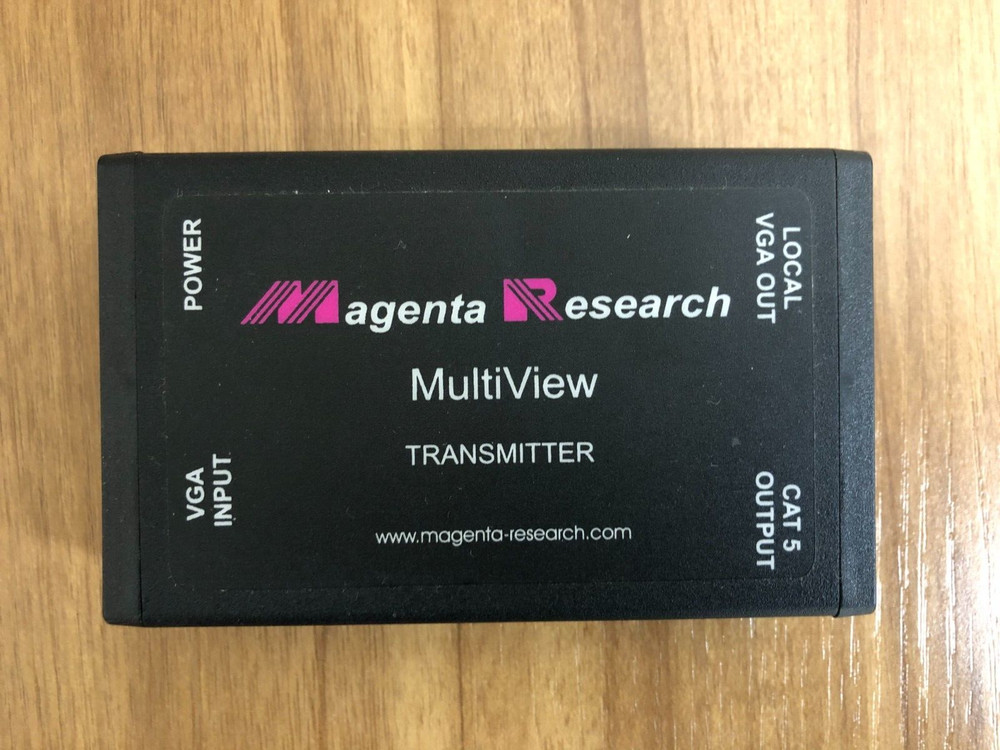 POWER
LOCAL
VGA OUT
Magenta Research
MultiView
TRANSMITTER
VGA
INPUT
CAT 5
OUTPUT
www.magenta-research.com